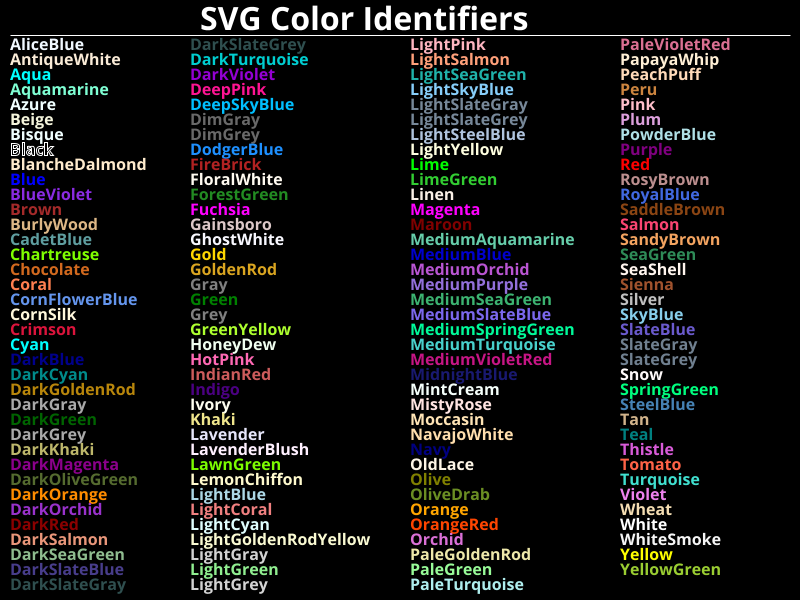 SVG Color Identifiers
AliceBlue
AntiqueWhite
Aqua
Aquamarine
Azure
Beige
Bisque
Black
BlancheDalmond
Blue
BlueViolet
Brown
BurlyWood
CadetBlue
Chartreuse
Chocolate
Coral
CornFlowerBlue
CornSilk
Crimson
Cyan
DarkBlue
DarkCyan
DarkGoldenRod
DarkGray
DarkGreen
DarkGrey
DarkKhaki
DarkMagenta
DarkOliveGreen
DarkOrange
DarkOrchid
DarkRed
DarkSalmon
DarkSeaGreen
DarkSlateBlue
DarkSlateGray
DarkSlateGrey
DarkTurquoise
DarkViolet
DeepPink
DeepSkyBlue
DimGray
DimGrey
DodgerBlue
FireBrick
FloralWhite
ForestGreen
Fuchsia
Gainsboro
GhostWhite
Gold
GoldenRod
Gray
Green
Grey
GreenYellow
HoneyDew
HotPink
IndianRed
Indigo
Ivory
Khaki
Lavender
LavenderBlush
LawnGreen
LemonChiffon
LightBlue
LightCoral
LightCyan
LightGoldenRodYellow
LightGray
LightGreen
LightGrey
LightPink
LightSalmon
LightSeaGreen
LightSkyBlue
LightSlateGray
LightSlateGrey
LightSteelBlue
LightYellow
Lime
LimeGreen
Linen
Magenta
Maroon
MediumAquamarine
MediumBlue
MediumOrchid
MediumPurple
MediumSeaGreen
MediumSlateBlue
MediumSpringGreen
MediumTurquoise
MediumVioletRed
MidnightBlue
MintCream
MistyRose
Moccasin
NavajoWhite
Navy
OldLace
Olive
OliveDrab
Orange
OrangeRed
Orchid
PaleGoldenRod
PaleGreen
PaleTurquoise
PaleVioletRed
PapayaWhip
PeachPuff
Peru
Pink
Plum
PowderBlue
Purple
Red
RosyBrown
RoyalBlue
SaddleBrown
Salmon
SandyBrown
SeaGreen
SeaShell
Sienna
Silver
SkyBlue
SlateBlue
SlateGray
SlateGrey
Snow
SpringGreen
SteelBlue
Tan
Teal
Thistle
Tomato
Turquoise
Violet
Wheat
White
WhiteSmoke
Yellow
YellowGreen